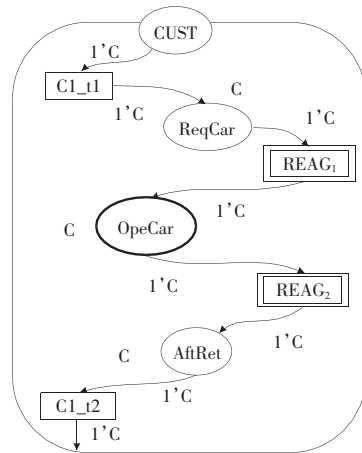 CUST
1’C
C1_t1
1’C
C
ReqCar
1’C
REAG₁
1’C
C
OpeCar
1’C
REAG₂
1’C
C
AftRet
1’C
C1_t2
1’C